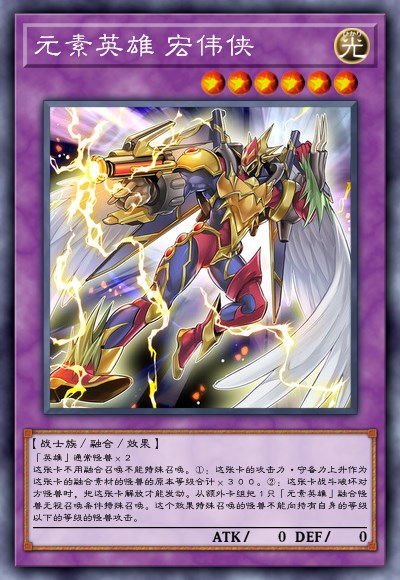 元素英雄 宏伟侠
ひかり
光
【战士族／融合／效果】
「英雄」通常怪兽×2
这张卡不用融合召唤不能特殊召唤。①：这张卡的攻击力·守备力上升作为
这张卡的融合素材的怪兽的原本等级合计×300。②：这张卡战斗破坏对
方怪兽时，把这张卡解放才能发动。从额外卡组把1只「元素英雄」融合怪
兽无视召唤条件特殊召唤。这个效果特殊召唤的怪兽不能向持有自身的等级
以下的等级的怪兽攻击。
ATK/ 0 DEF/ 0